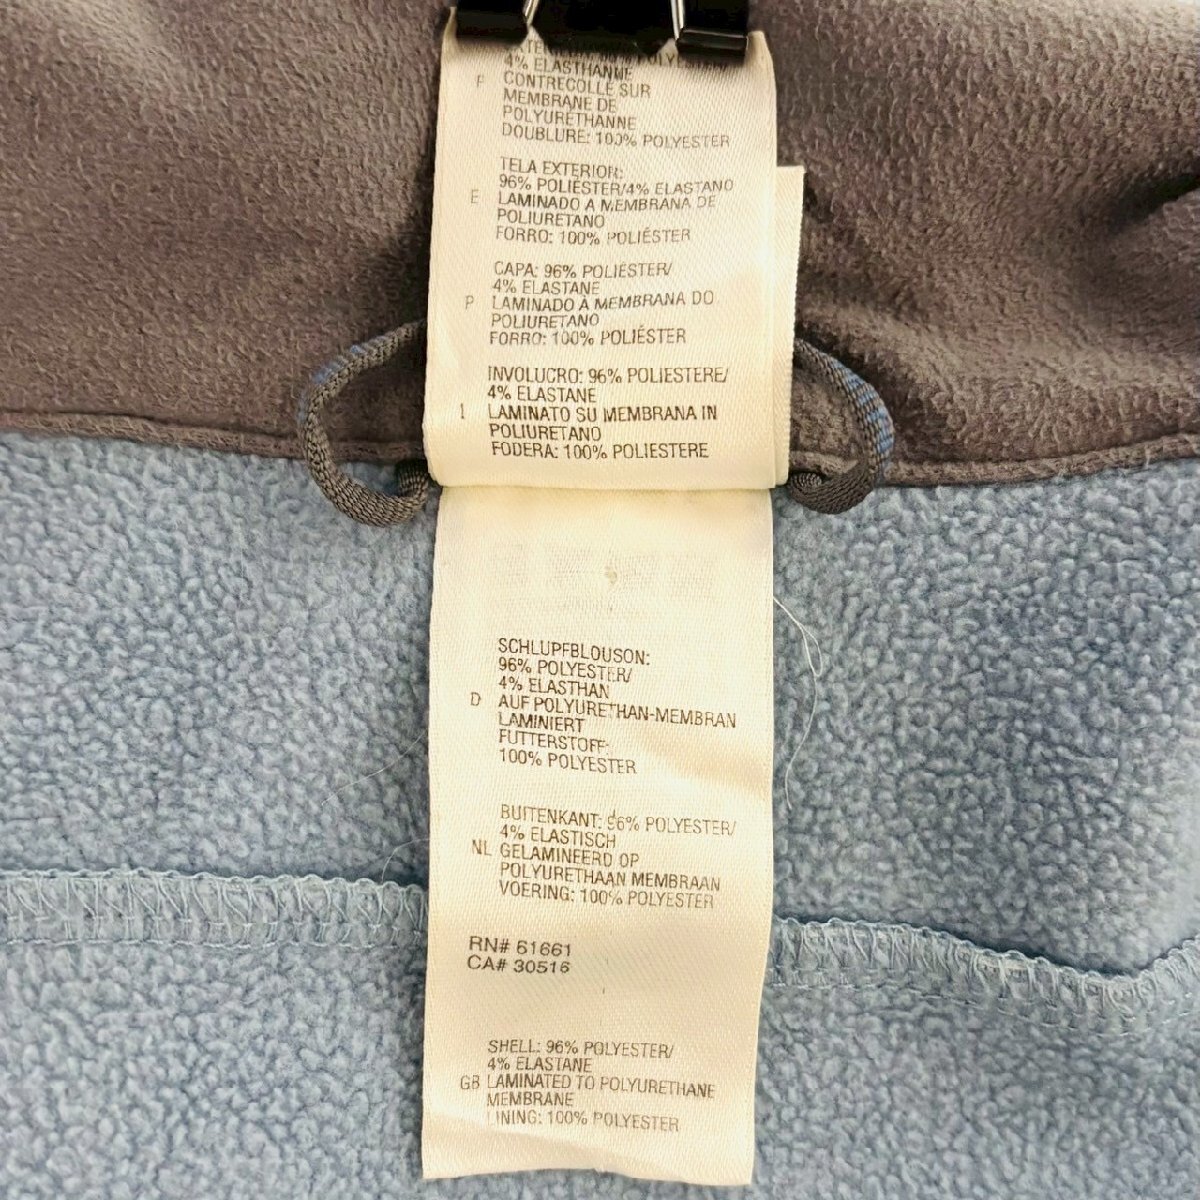 4% ELASTHANNE
F CONTRECOLLÉ SUR
MEMBRANE DE
POLYURÉTHANNE
DOUBLURE: 100% POLYESTER
TELA EXTERIOR:
96% POLIÉSTER/4% ELASTANO
E LAMINADO A MEMBRANA DE
POLIURETANO
FORRO: 100% POLIÉSTER
CAPA: 96% POLIÉSTER/
4% ELASTANE
P LAMINADO À MEMBRANA DO
POLIURETANO
FORRO: 100% POLIÉSTER
INVOLUCRO: 96% POLIESTERE/
4% ELASTANE
I LAMINATO SU MEMBRANA IN
POLIURETANO
FODERA: 100% POLIESTERE
SCHLUPFBLOUSON:
96% POLYESTER/
4% ELASTHAN
D AUF POLYURETHAN-MEMBRAN
LAMINIERT
FUTTERSTOFF:
100% POLYESTER
BUITENKANT: 96% POLYESTER/
4% ELASTISCH
NL GELAMINEERD OP
POLYURETHAAN MEMBRAAN
VOERING: 100% POLYESTER
RN# 61661
CA# 30516
SHELL: 96% POLYESTER/
4% ELASTANE
GB LAMINATED TO POLYURETHANE
MEMBRANE
LINING: 100% POLYESTER